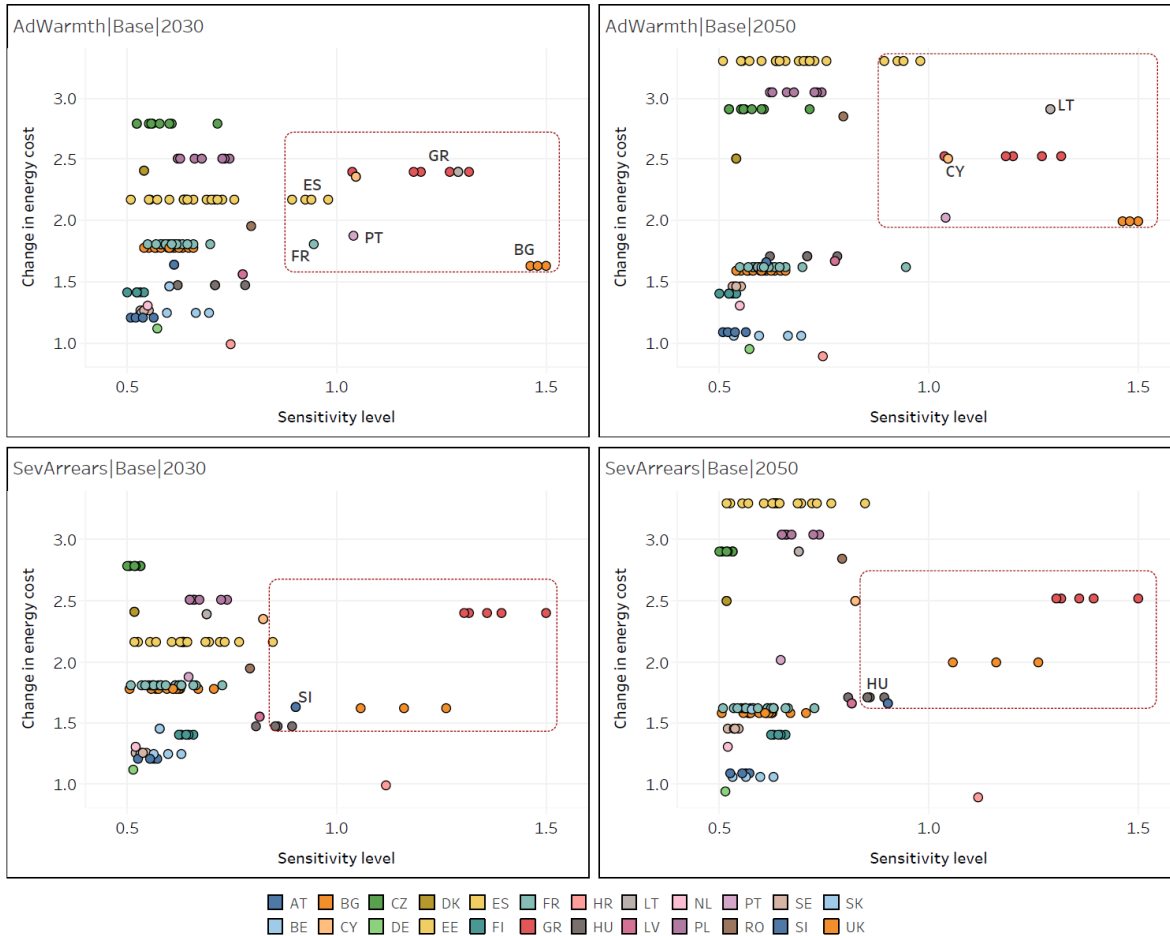 AdWarmth|Base|2030
Change in energy cost
3.0
2.5
2.0
1.5
1.0
GR
ES
PT
FR
BG
0.5
1.0
1.5
Sensitivity level
AdWarmth|Base|2050
Change in energy cost
3.0
2.5
2.0
1.5
1.0
LT
CY
0.5
1.0
1.5
Sensitivity level
SevArrears|Base|2030
Change in energy cost
3.0
2.5
2.0
1.5
1.0
SI
0.5
1.0
1.5
Sensitivity level
SevArrears|Base|2050
Change in energy cost
3.0
2.5
2.0
1.5
1.0
HU
0.5
1.0
1.5
Sensitivity level
AT BG CZ DK ES FR HR LT NL PT SE SK
BE CY DE EE FI GR HU LV PL RO SI UK